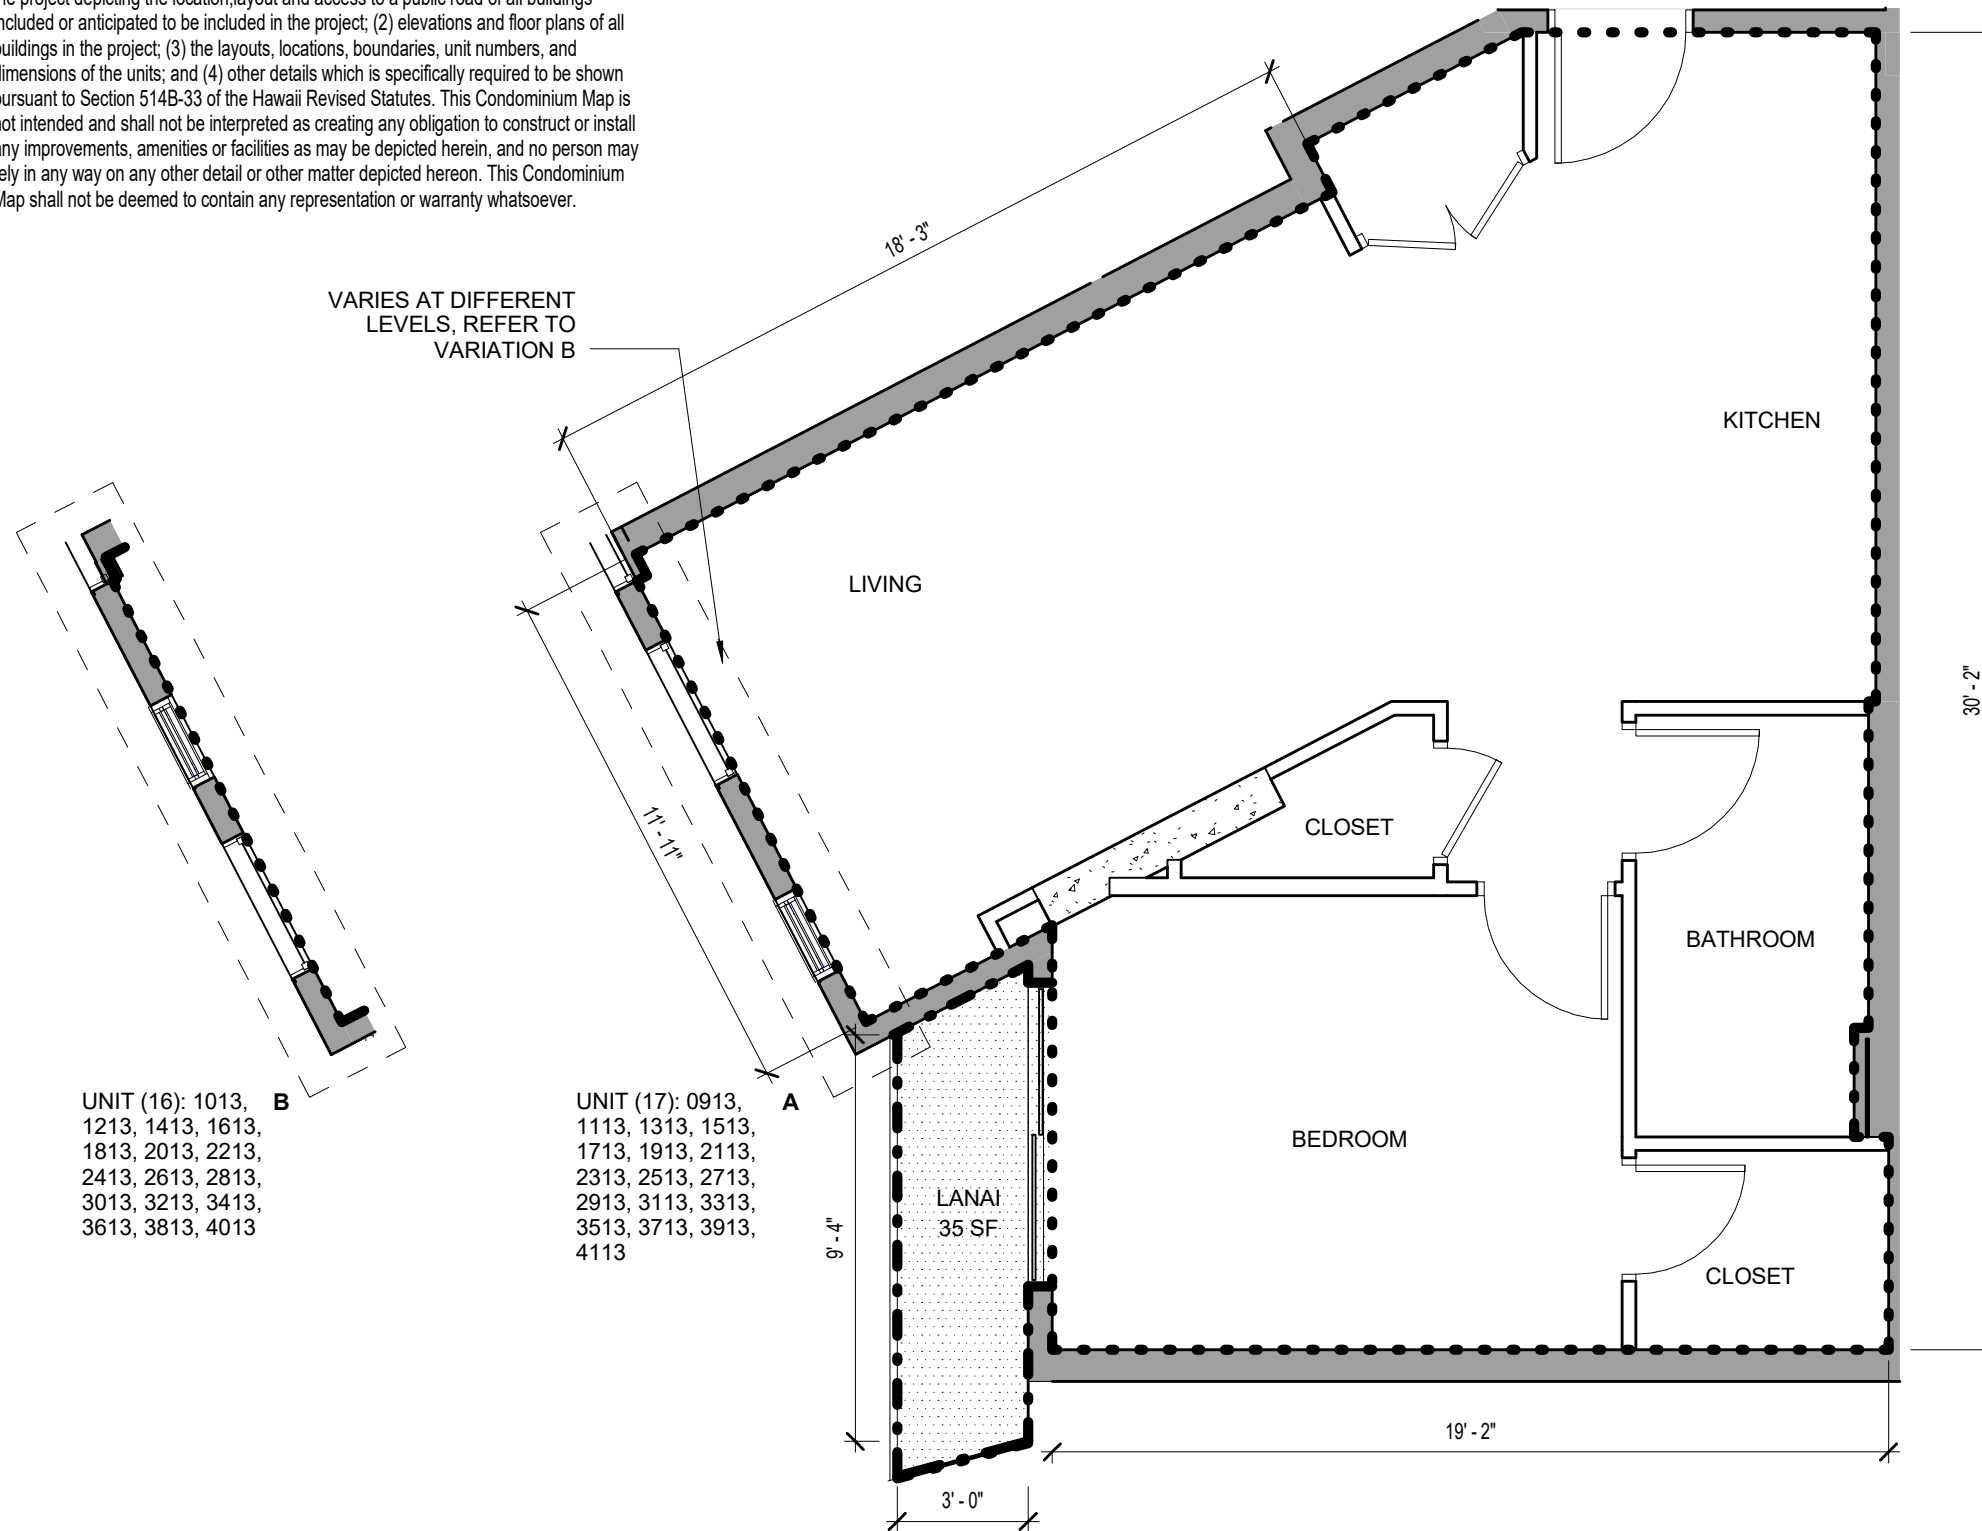 the project depicting the location,layout and access to a public road of all buildings
included or anticipated to be included in the project; (2) elevations and floor plans of all
buildings in the project; (3) the layouts, locations, boundaries, unit numbers, and
dimensions of the units; and (4) other details which is specifically required to be shown
pursuant to Section 514B-33 of the Hawaii Revised Statutes. This Condominium Map is
not intended and shall not be interpreted as creating any obligation to construct or install
any improvements, amenities or facilities as may be depicted herein, and no person may
rely in any way on any other detail or other matter depicted hereon. This Condominium
Map shall not be deemed to contain any representation or warranty whatsoever.
18' - 3"
VARIES AT DIFFERENT
LEVELS, REFER TO
VARIATION B
KITCHEN
LIVING
30' - 2"
11' - 11"
CLOSET
BATHROOM
BEDROOM
LANAI
35 SF
9' - 4"
CLOSET
UNIT (16): 1013, B
1213, 1413, 1613,
1813, 2013, 2213,
2413, 2613, 2813,
3013, 3213, 3413,
3613, 3813, 4013
UNIT (17): 0913, A
1113, 1313, 1513,
1713, 1913, 2113,
2313, 2513, 2713,
2913, 3113, 3313,
3513, 3713, 3913,
4113
19' - 2"
3' - 0"